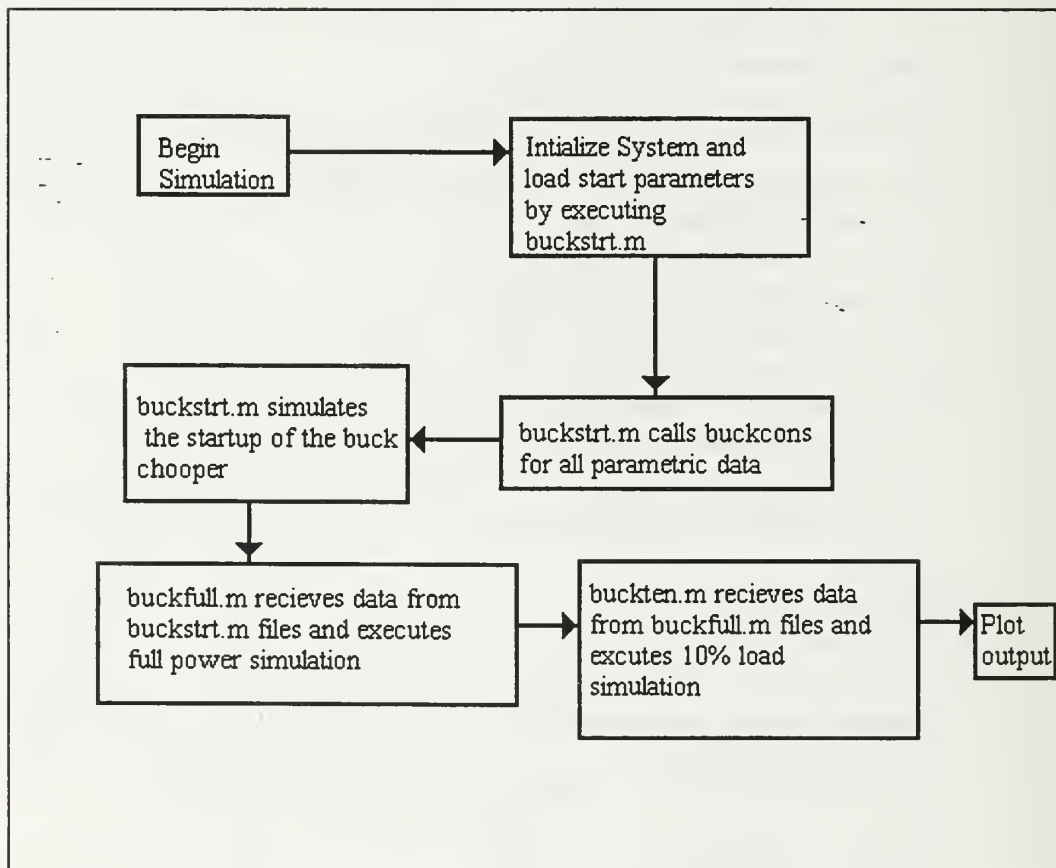 Begin
Simulation
Intialize System and
load start parameters
by executing
buckstrt.m
buckstrt.m calls buckcons
for all parametric data
buckstrt.m simulates
the startup of the buck
chooper
buckfull.m recieves data from
buckstrt.m files and executes
full power simulation
buckten.m recieves data
from buckfull.m files and
excutes 10% load
simulation
Plot
output